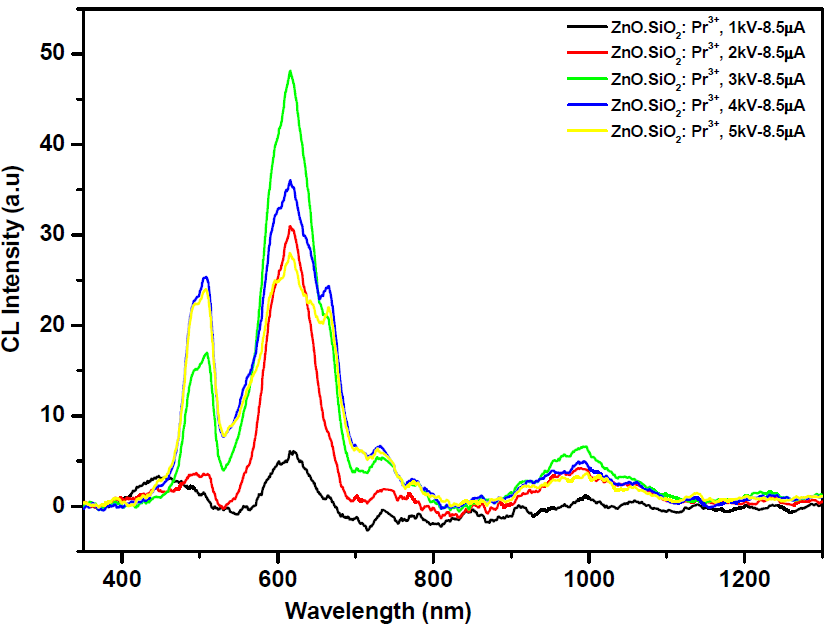 ZnO.SiO₂: Pr³⁺, 1kV-8.5μA
ZnO.SiO₂: Pr³⁺, 2kV-8.5μA
ZnO.SiO₂: Pr³⁺, 3kV-8.5μA
ZnO.SiO₂: Pr³⁺, 4kV-8.5μA
ZnO.SiO₂: Pr³⁺, 5kV-8.5μA
CL Intensity (a.u)
50
40
30
20
10
0
400 600 800 1000 1200
Wavelength (nm)